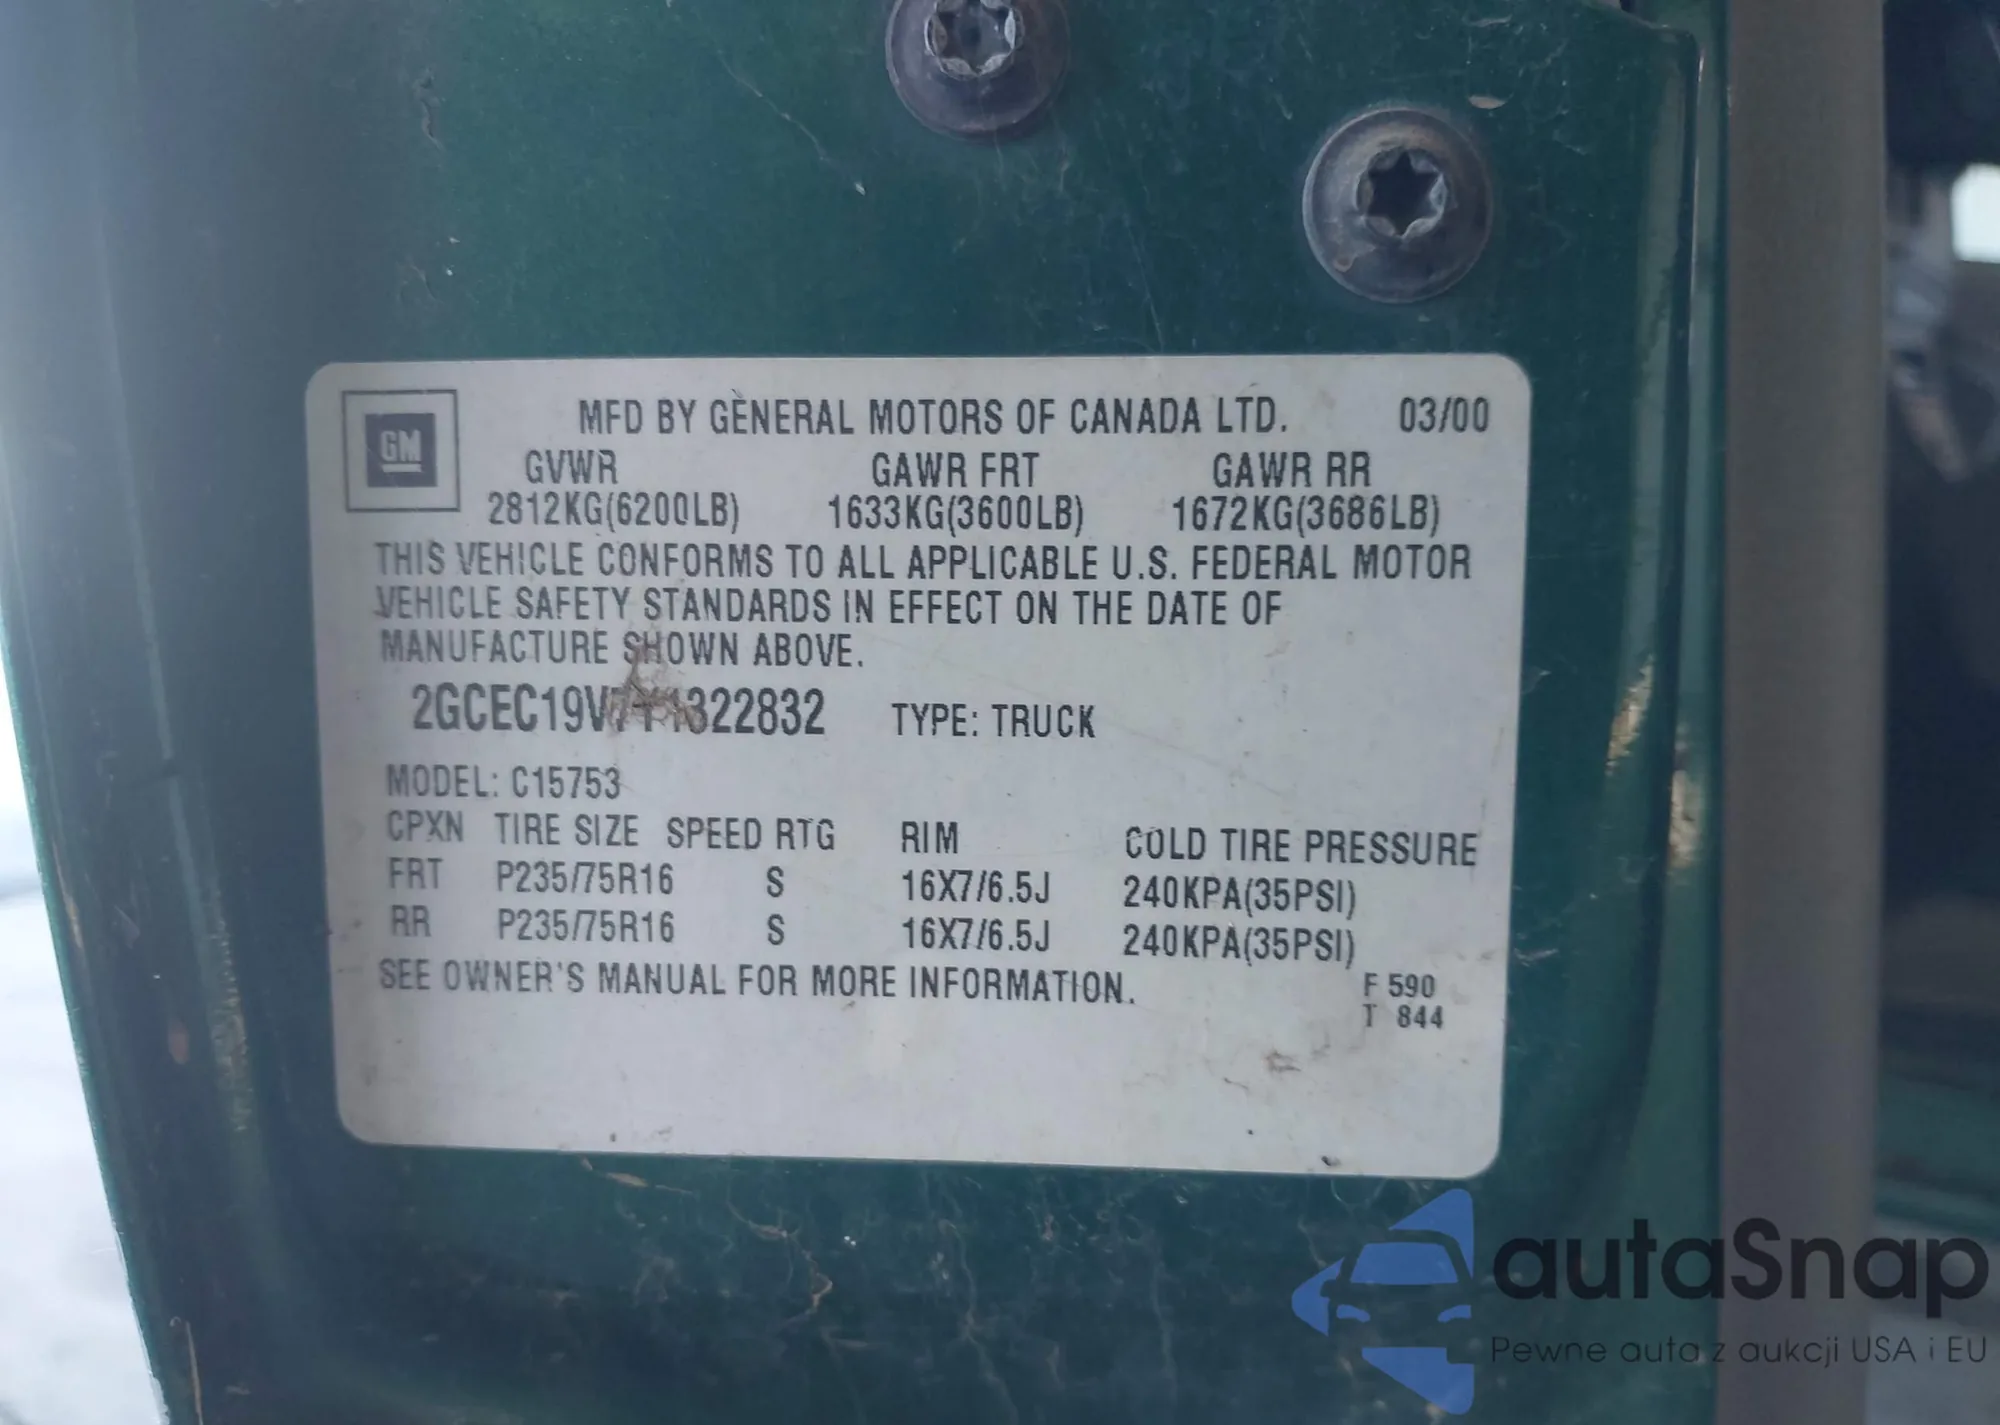 GM
MFD BY GENERAL MOTORS OF CANADA LTD. 03/00
GVWR GAWR FRT GAWR RR
2812KG(6200LB) 1633KG(3600LB) 1672KG(3686LB)
THIS VEHICLE CONFORMS TO ALL APPLICABLE U.S. FEDERAL MOTOR
VEHICLE SAFETY STANDARDS IN EFFECT ON THE DATE OF
MANUFACTURE SHOWN ABOVE.
TYPE: TRUCK
MODEL: C15753
CPXN TIRE SIZE SPEED RTG RIM COLD TIRE PRESSURE
FRT P235/75R16 S 16X7/6.5J 240KPA(35PSI)
RR P235/75R16 S 16X7/6.5J 240KPA(35PSI)
SEE OWNER'S MANUAL FOR MORE INFORMATION.
F 590
T 844
autaSnap
Pewne auta z aukcji USA i EU